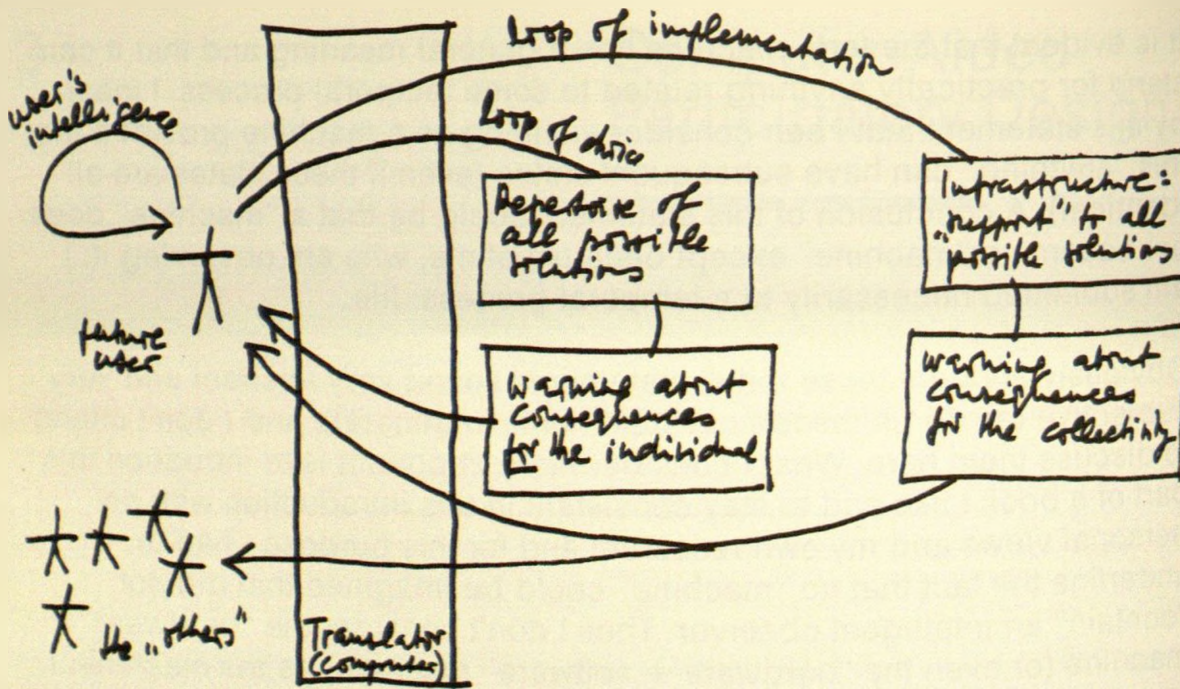 Loop of implementation
user's
intelligence
Loop of choice
future
user
Repertoire of
all possible
solutions
Infrastructure:
"support" to all
possible solutions
warning about
consequences
for the individual
warning about
consequences
for the collectivity
the "others"
Translator
(computer)